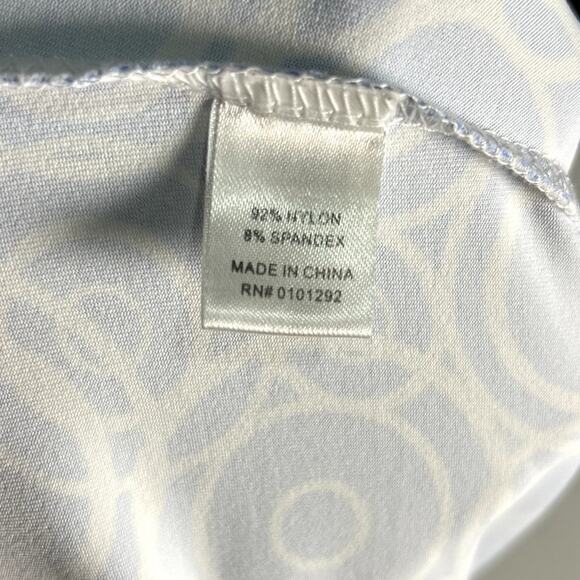 92% NYLON
8% SPANDEX
MADE IN CHINA
RN# 0101292